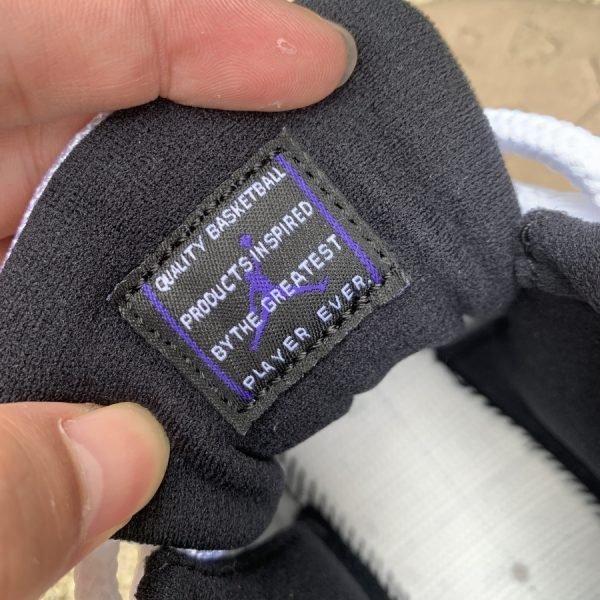 QUALITY BASKETBALL
PRODUCTS INSPIRED
BY THE GREATEST
PLAYER EVER.